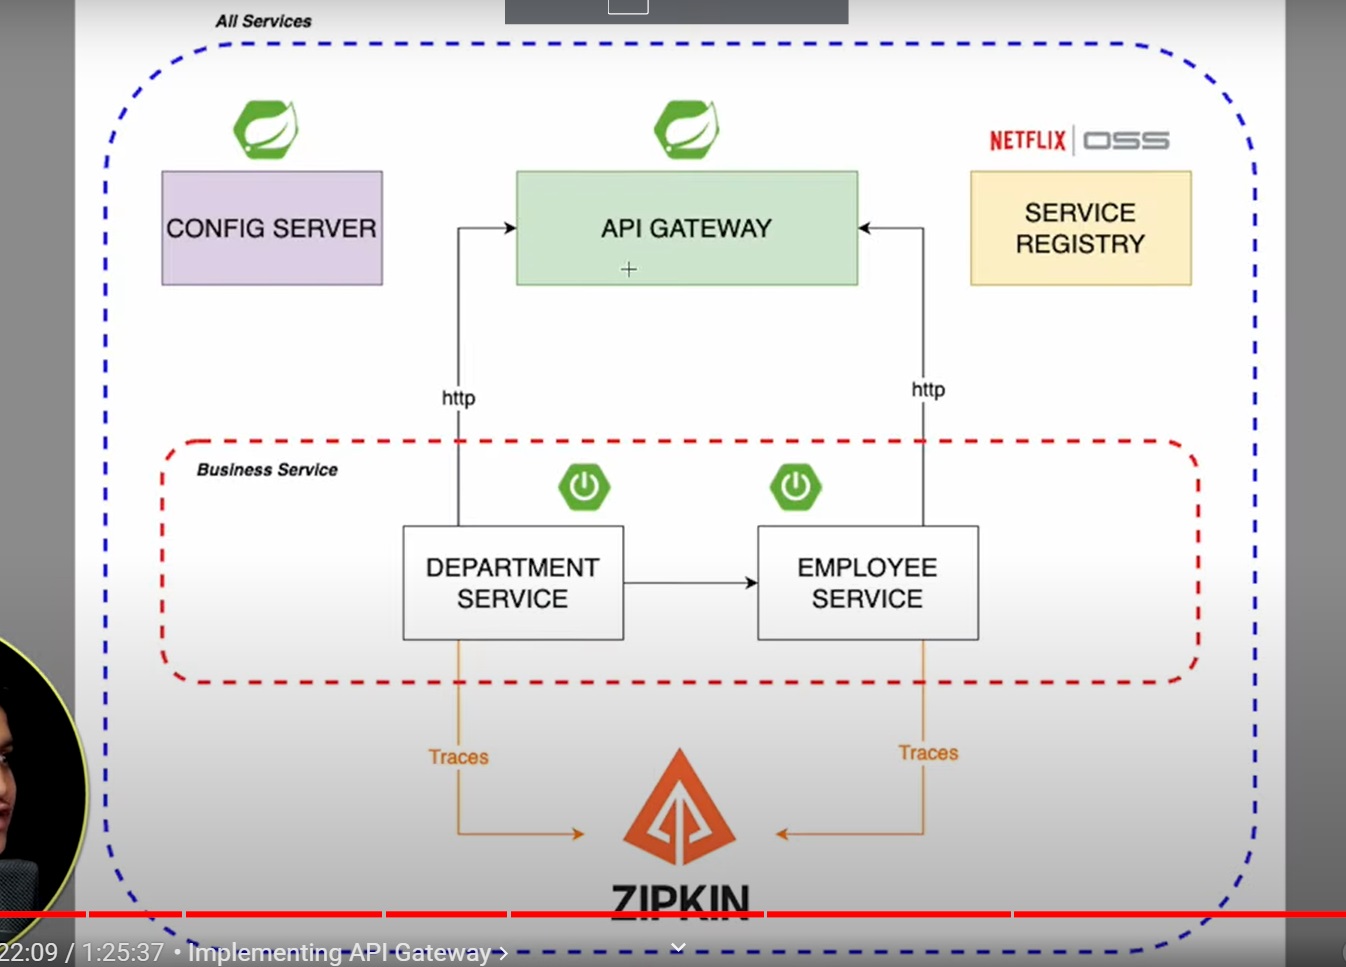 All Services
NETFLIX OSS
CONFIG SERVER
API GATEWAY
SERVICE
REGISTRY
http
http
Business Service
DEPARTMENT
SERVICE
EMPLOYEE
SERVICE
Traces
Traces
ZIPKIN
22:09 / 1:25:37 • Implementing API Gateway